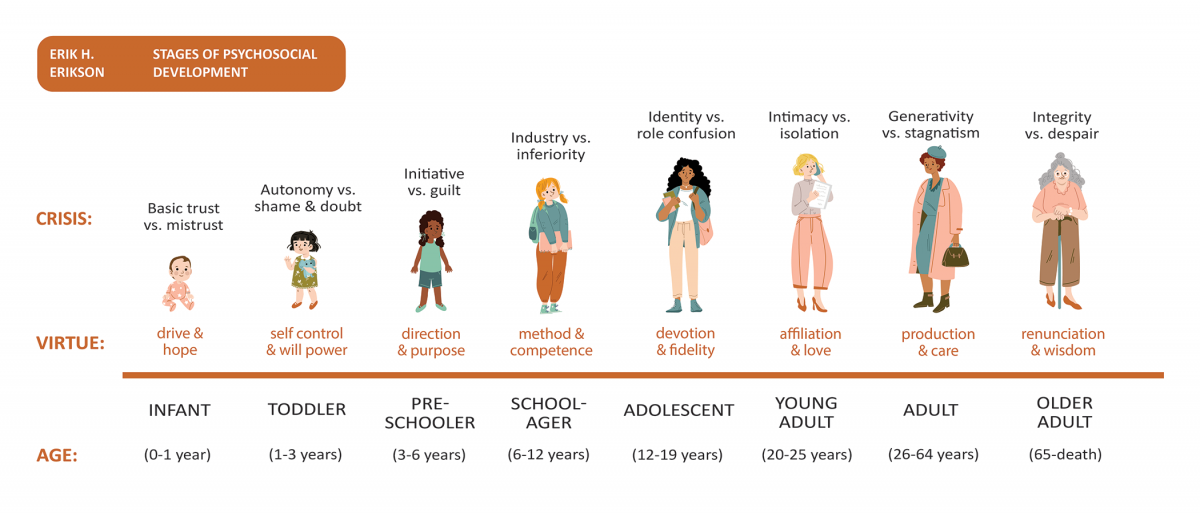 ERIK H.
ERIKSON
STAGES OF PSYCHOSOCIAL
DEVELOPMENT
CRISIS:
Basic trust
vs. mistrust
Autonomy vs.
shame & doubt
Initiative
vs. guilt
Industry vs.
inferiority
Identity vs.
role confusion
Intimacy vs.
isolation
Generativity
vs. stagnatism
Integrity
vs. despair
VIRTUE:
drive &
hope
self control
& will power
direction
& purpose
method &
competence
devotion
& fidelity
affiliation
& love
production
& care
renunciation
& wisdom
INFANT
TODDLER
PRE-
SCHOOLER
SCHOOL-
AGER
ADOLESCENT
YOUNG
ADULT
ADULT
OLDER
ADULT
AGE:
(0-1 year)
(1-3 years)
(3-6 years)
(6-12 years)
(12-19 years)
(20-25 years)
(26-64 years)
(65-death)